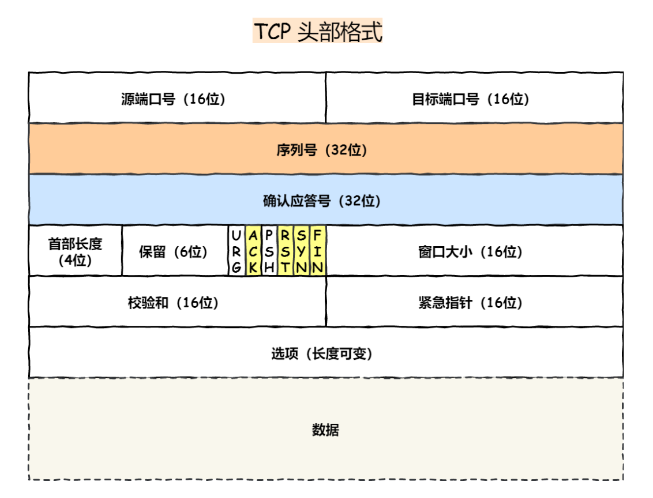 TCP 头部格式
源端口号（16位）
目标端口号（16位）
序列号（32位）
确认应答号（32位）
首部长度
（4位）
保留（6位）
URG
ACK
PSH
RST
SYN
FIN
窗口大小（16位）
校验和（16位）
紧急指针（16位）
选项（长度可变）
数据